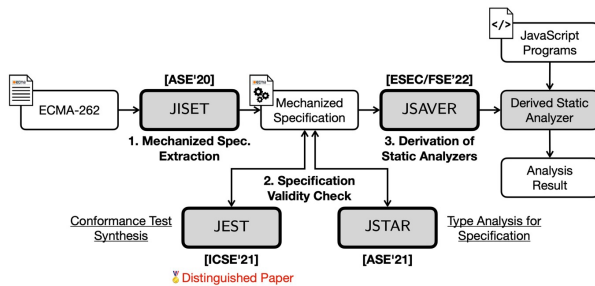 JavaScript
Programs
[ASE'20]
[ESEC/FSE'22]
ECMA-262
JISET
Mechanized
Specification
JSAVER
Derived Static
Analyzer
1. Mechanized Spec.
Extraction
3. Derivation of
Static Analyzers
2. Specification
Validity Check
Analysis
Result
Conformance Test
Synthesis
JEST
JSTAR
Type Analysis for
Specification
[ICSE'21]
[ASE'21]
Distinguished Paper